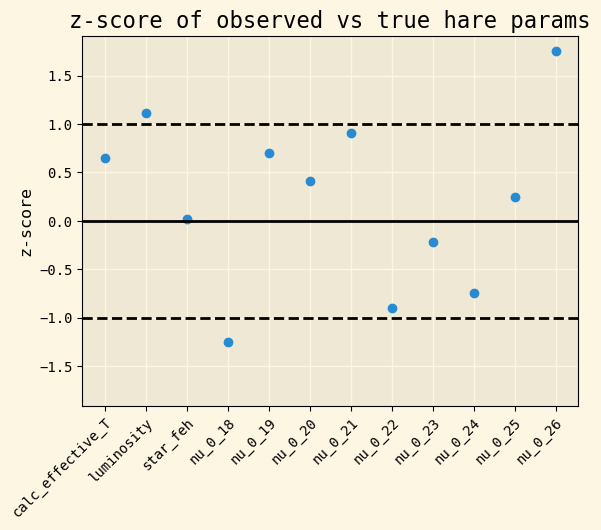 z-score of observed vs true hare params
z-score
1.5
1.0
0.5
0.0
−0.5
−1.0
−1.5
calc_effective_T
luminosity
star_feh
nu_0_18
nu_0_19
nu_0_20
nu_0_21
nu_0_22
nu_0_23
nu_0_24
nu_0_25
nu_0_26